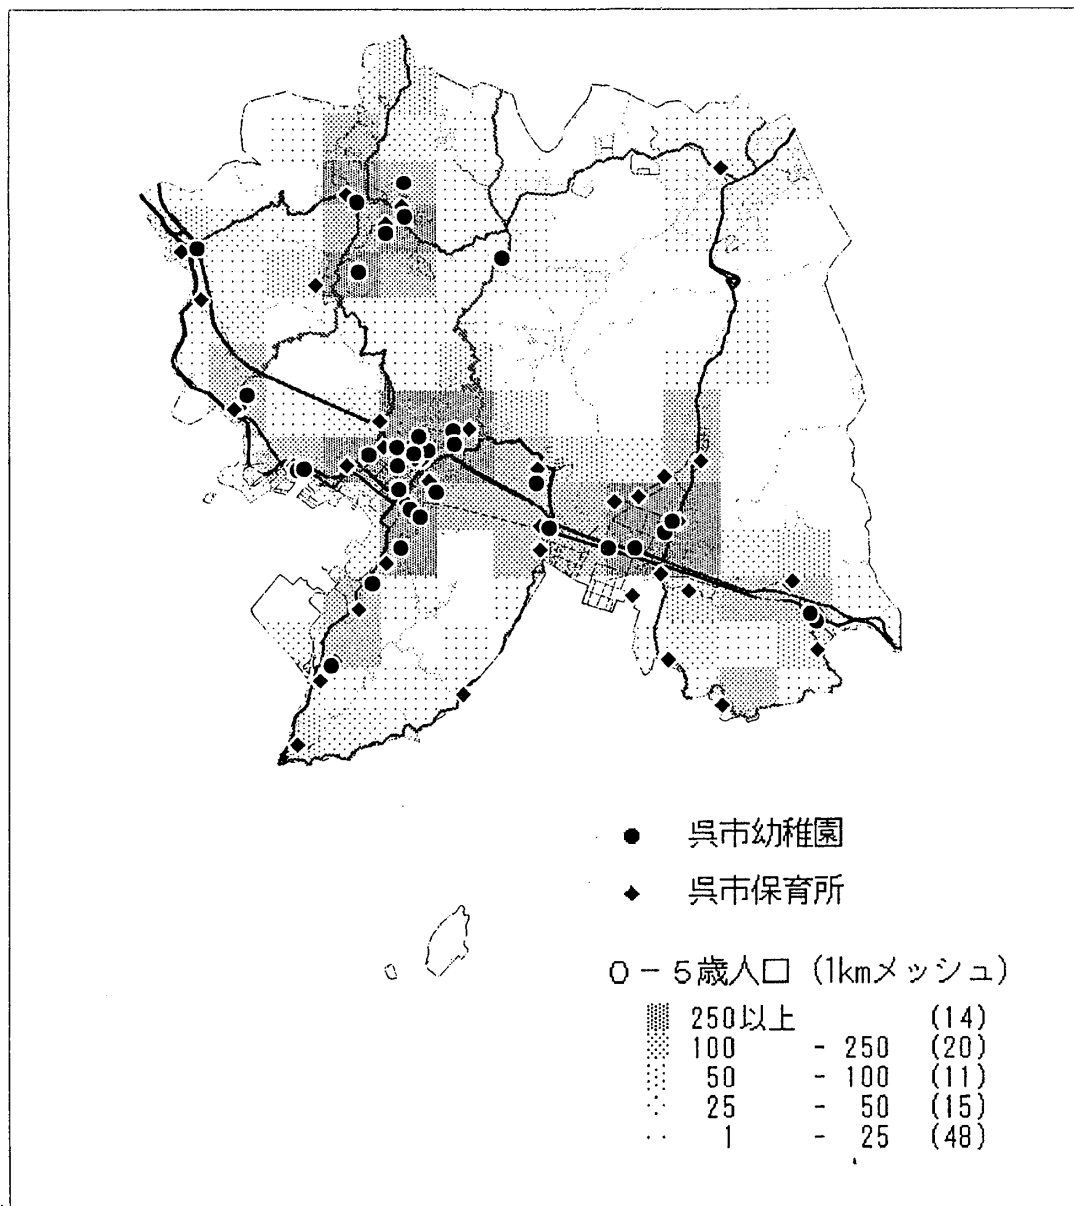 呉市幼稚園
呉市保育所
0-5歳人口 (1kmメッシュ)
250以上 (14)
100 - 250 (20)
50 - 100 (11)
25 - 50 (15)
1 - 25 (48)